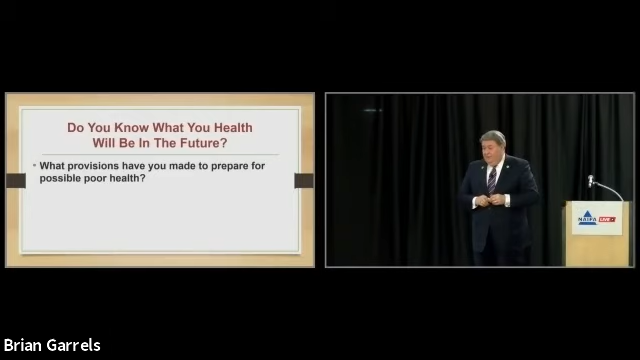 Do You Know What You Health
Will Be In The Future?
• What provisions have you made to prepare for
possible poor health?
NAIFA LIVE
Brian Garrels